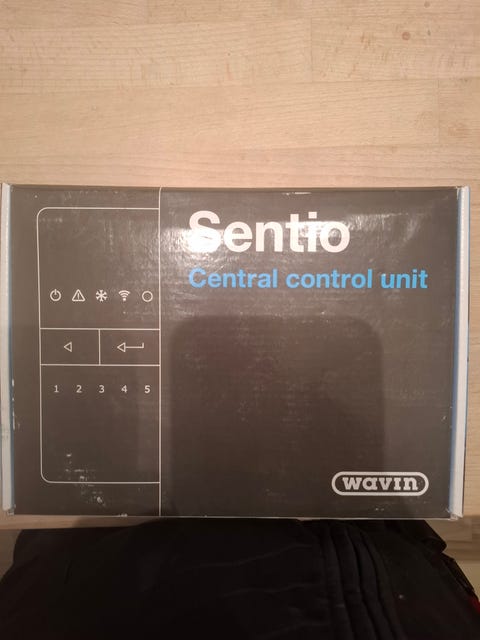 Sentio
Central control unit
1 2 3 4 5
wavin